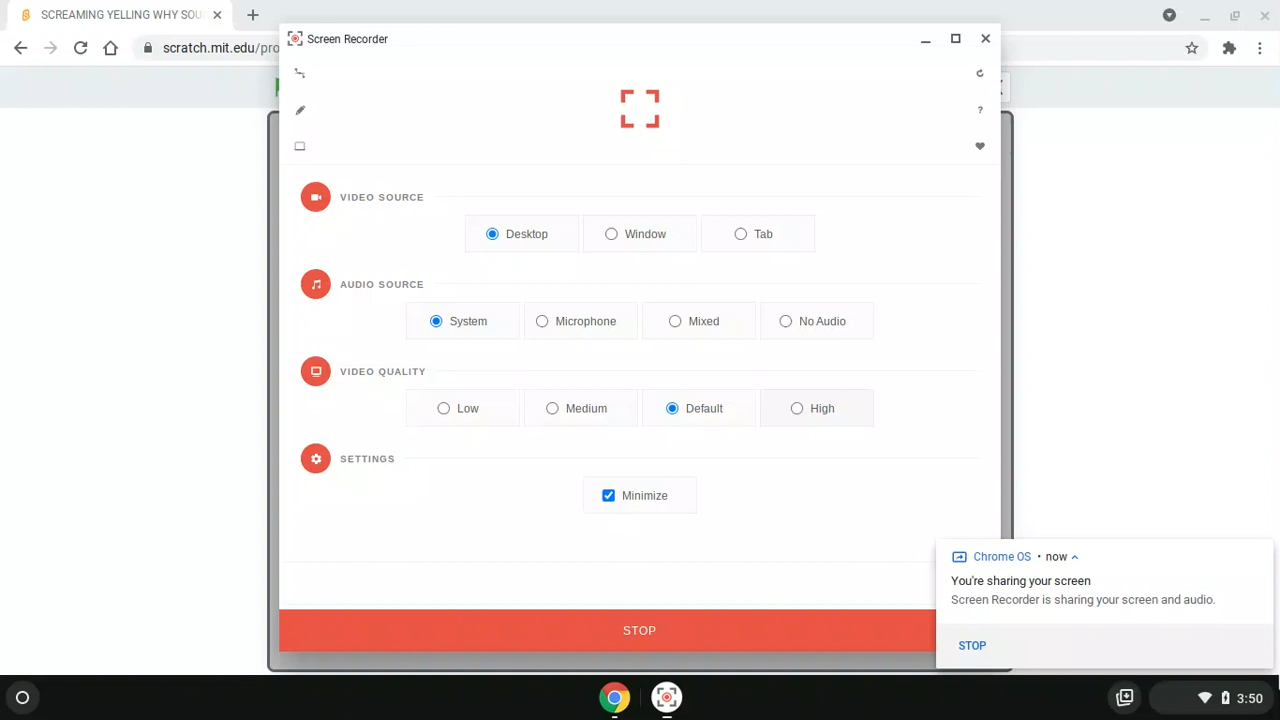 SCREAMING YELLING WHY SOU
scratch.mit.edu/pro
Screen Recorder
?
VIDEO SOURCE
Desktop
Window
Tab
AUDIO SOURCE
System
Microphone
Mixed
No Audio
VIDEO QUALITY
Low
Medium
Default
High
SETTINGS
Minimize
STOP
Chrome OS • now
You're sharing your screen
Screen Recorder is sharing your screen and audio.
STOP
3:50